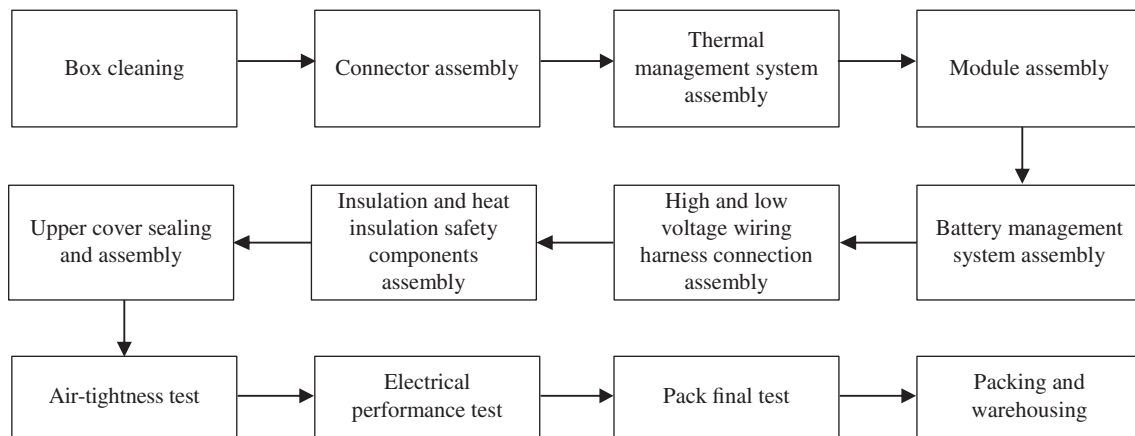 Box cleaning
Connector assembly
Thermal
management system
assembly
Module assembly
Upper cover sealing
and assembly
Insulation and heat
insulation safety
components
assembly
High and low
voltage wiring
harness connection
assembly
Battery management
system assembly
Air-tightness test
Electrical
performance test
Pack final test
Packing and
warehousing